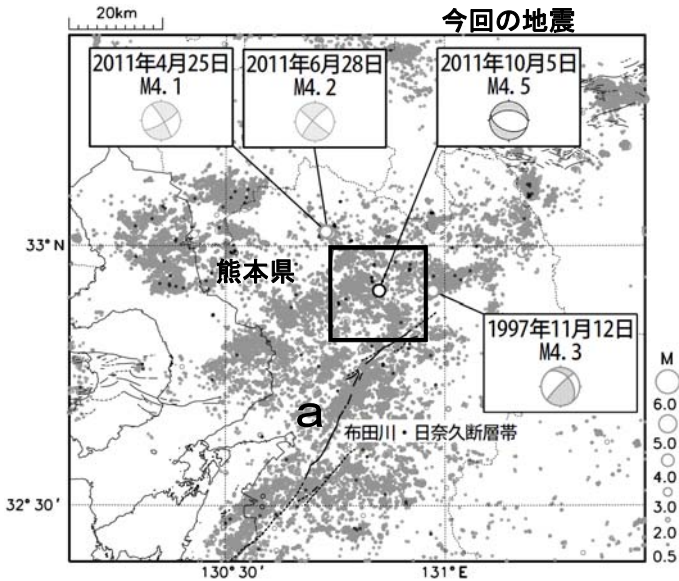 20km
今回の地震
2011年4月25日
M4.1
2011年6月28日
M4.2
2011年10月5日
M4.5
33°N
熊本県
1997年11月12日
M4.3
a
布田川・日奈久断層帯
32°30′
130°30′
131°E
M
6.0
5.0
4.0
3.0
2.0
0.5